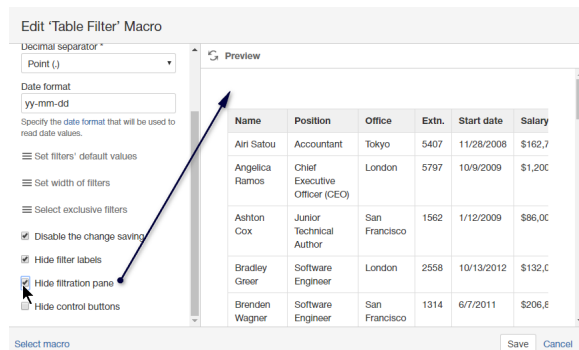 Edit 'Table Filter' Macro
Decimal separator *
Point (.)
Date format
yy-mm-dd
Specify the date format that will be used to
read date values.
Set filters' default values
Set width of filters
Select exclusive filters
Disable the change saving
Hide filter labels
Hide filtration pane
Hide control buttons
Preview
Name Position Office Extn. Start date Salary
Airi Satou Accountant Tokyo 5407 11/28/2008 $162,7
Angelica Chief London 5797 10/9/2009 $1,200
Ramos Executive
Officer (CEO)
Ashton Junior San 1562 1/12/2009 $86,00
Cox Technical Francisco
Author
Bradley Software London 2558 10/13/2012 $132,0
Greer Engineer
Brenden Software San 1314 6/7/2011 $206,8
Wagner Engineer Francisco
Select macro
Save Cancel